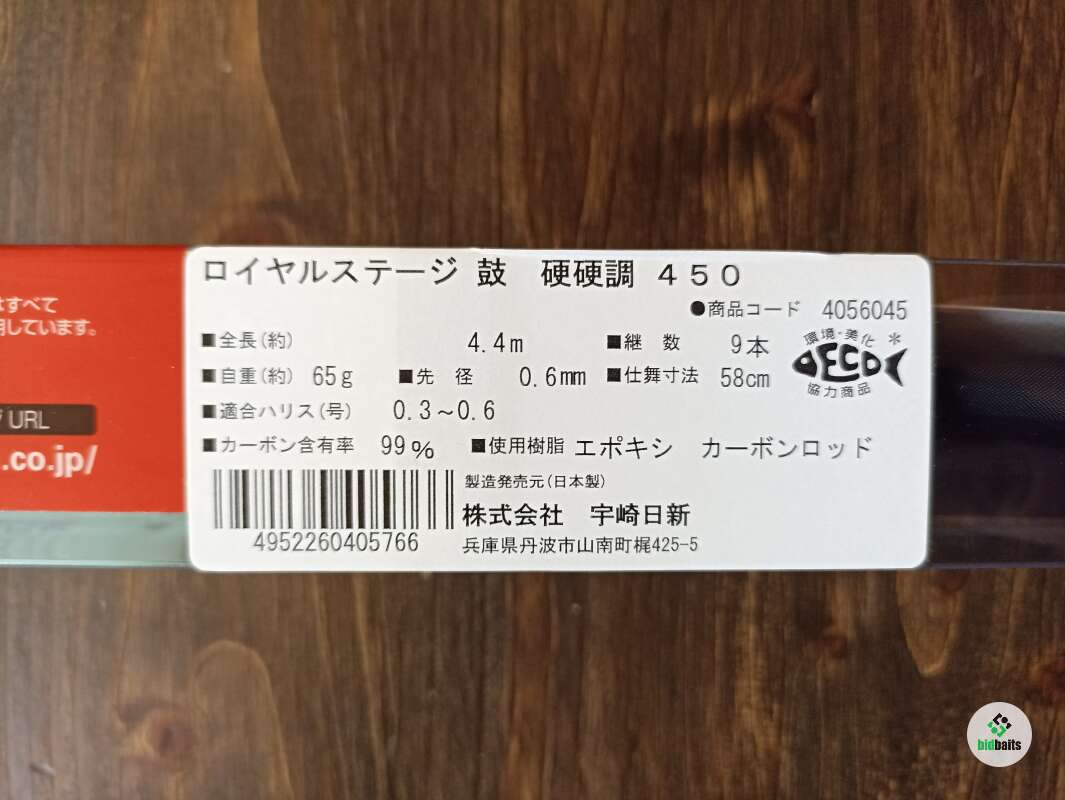 ロイヤルステージ 鼓 硬硬調 450
●商品コード 4056045
■全長(約) 4.4m ■継 数 9本
■自重(約) 65g ■先 径 0.6mm ■仕舞寸法 58cm
環境・美化 *
DECO
協力商品
■適合ハリス(号) 0.3~0.6
■カーボン含有率 99% ■使用樹脂 エポキシ カーボンロッド
製造発売元(日本製)
株式会社 宇崎日新
4952260405766 兵庫県丹波市山南町梶425-5
はすべて
用しています。
URL
.co.jp/
bidbaits